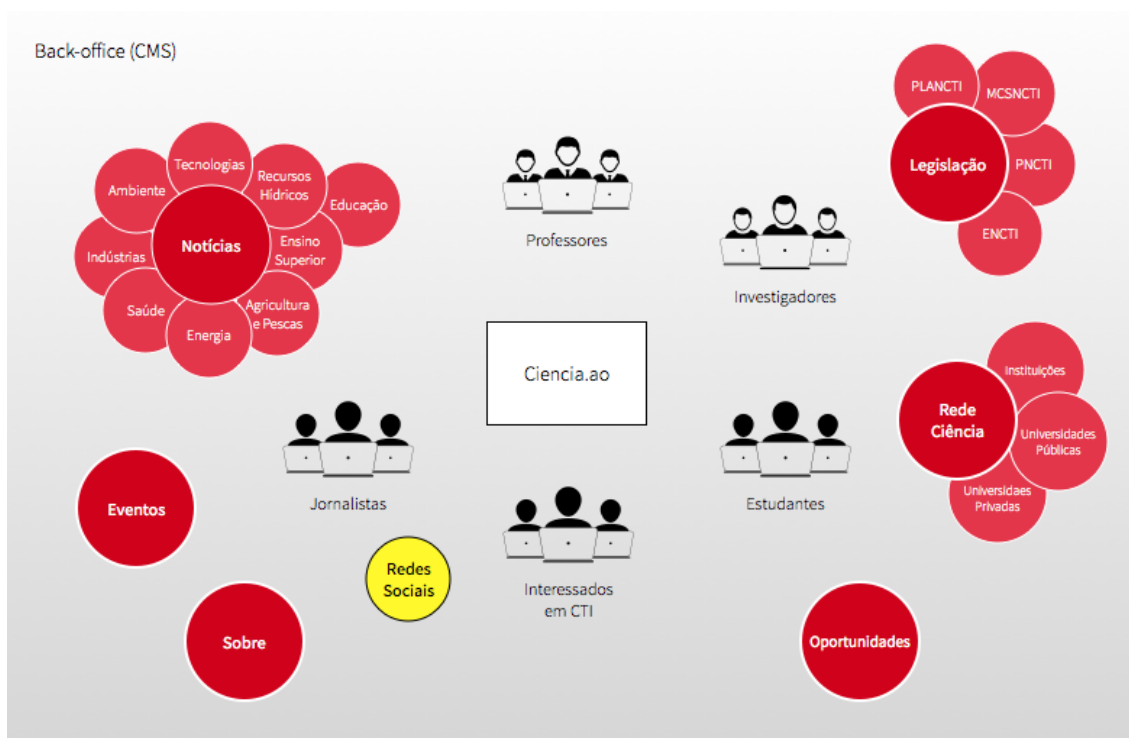 Back-office (CMS)
Tecnologias
Ambiente
Recursos
Hídricos
Educação
Notícias
Ensino
Superior
Indústrias
Saúde
Agricultura
e Pescas
Energia
Professores
Investigadores
PLANCTI
MCSNCTI
Legislação
PNCTI
ENCTI
Ciencia.ao
Instituições
Rede
Ciência
Universidades
Públicas
Universidaes
Privadas
Jornalistas
Estudantes
Eventos
Redes
Sociais
Interessados
em CTI
Sobre
Oportunidades